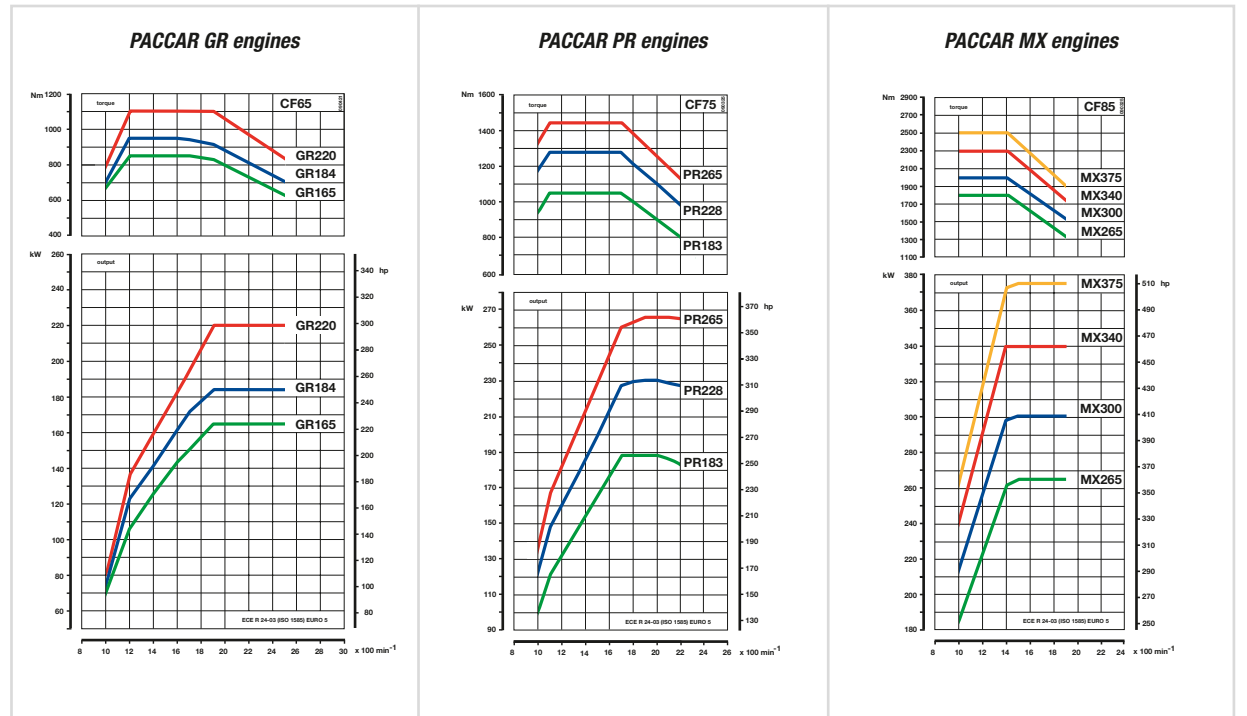 PACCAR GR engines
Nm
1200
1000
800
600
400
torque
CF65
GR220
GR184
GR165
kW
260
240
220
200
180
160
140
120
100
80
60
output
GR220
GR184
GR165
340 hp
320
300
280
260
240
220
200
180
160
140
120
100
80
ECE R 24-03 (ISO 1585) EURO 5
8 10 12 14 16 18 20 22 24 26 28 30 x 100 min-1
PACCAR PR engines
Nm
1600
1400
1200
1000
800
600
torque
CF75
PR265
PR228
PR183
kW
270
250
230
210
190
170
150
130
110
90
output
PR265
PR228
PR183
370 hp
350
330
310
290
270
250
230
210
190
170
150
130
ECE R 24-03 (ISO 1585) EURO 5
8 10 12 14 16 18 20 22 24 26 x 100 min-1
PACCAR MX engines
Nm
2900
2700
2500
2300
2100
1900
1700
1500
1300
1100
torque
CF85
MX375
MX340
MX300
MX265
kW
380
360
340
320
300
280
260
240
220
200
180
output
MX375
MX340
MX300
MX265
510 hp
490
470
450
430
410
390
370
350
330
310
290
270
250
ECE R 24-03 (ISO 1585) EURO 5
8 10 12 14 16 18 20 22 24 x 100 min-1